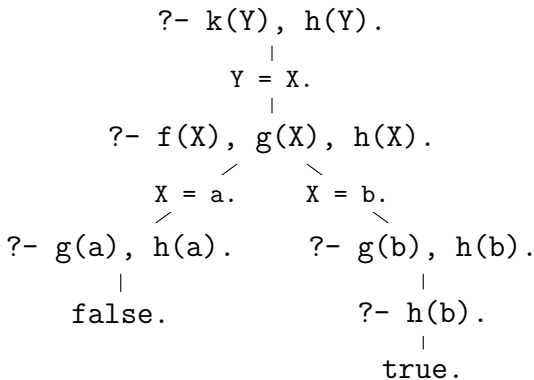 ?- k(Y), h(Y).
Y = X.
?- f(X), g(X), h(X).
X = a. X = b.
?- g(a), h(a). ?- g(b), h(b).
false. ?- h(b).
true.